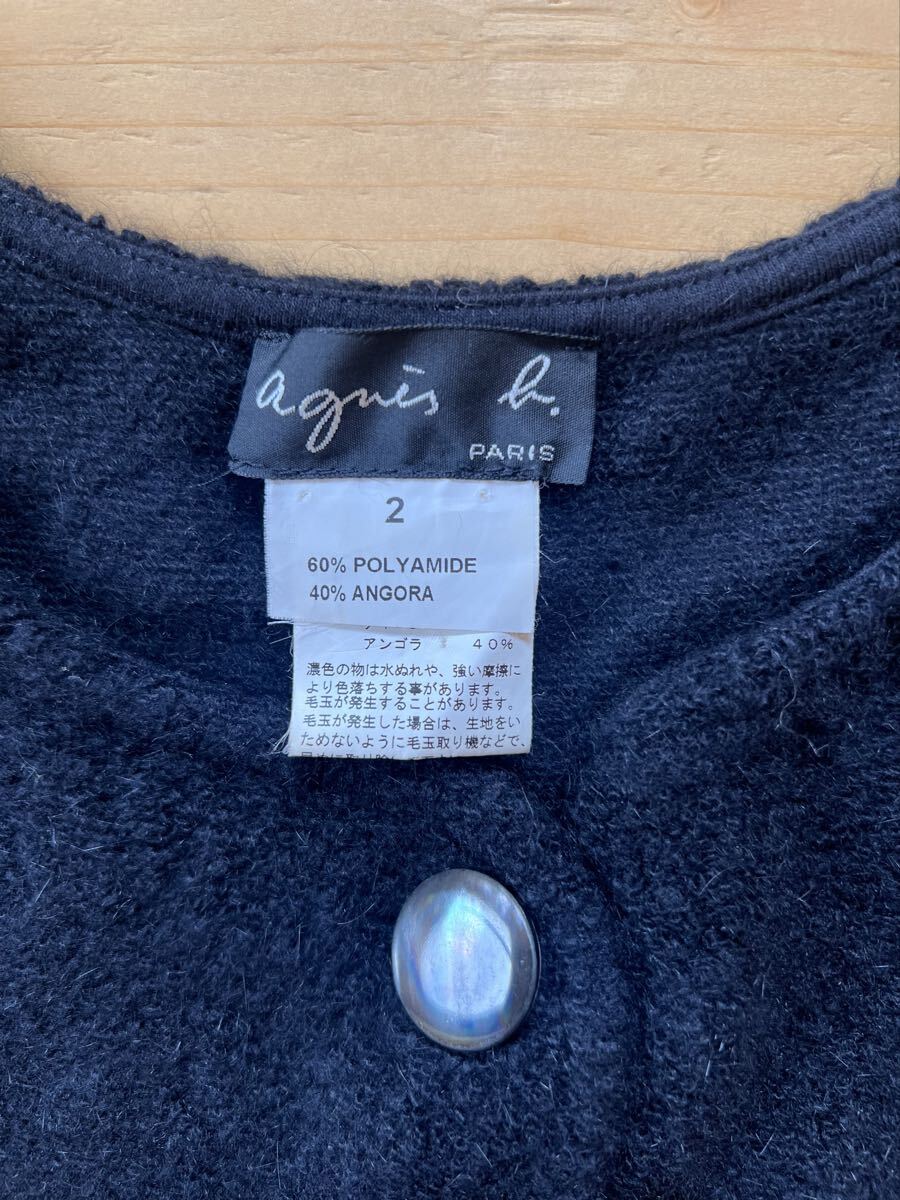 agnès b.
PARIS
2
60% POLYAMIDE
40% ANGORA
アンゴラ 40%
濃色の物は水ぬれや、強い摩擦に
より色落ちする事があります。
毛玉が発生することがあります。
毛玉が発生した場合は、生地をい
ためないように毛玉取り機などで、